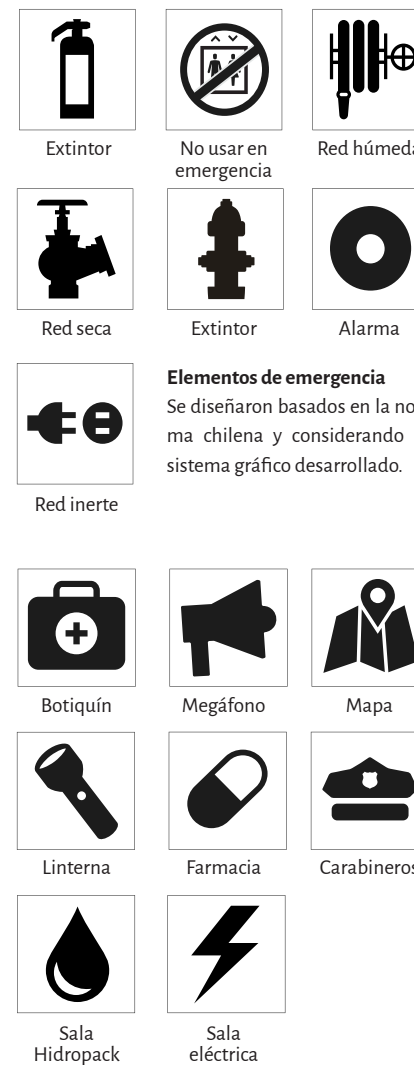 Extintor
No usar en
emergencia
Red húmeda
Red seca
Extintor
Alarma
Elementos de emergencia
Se diseñaron basados en la no
ma chilena y considerando
sistema gráfico desarrollado.
Red inerte
Botiquín
Megáfono
Mapa
Linterna
Farmacia
Carabineros
Sala
Hidropack
Sala
eléctrica